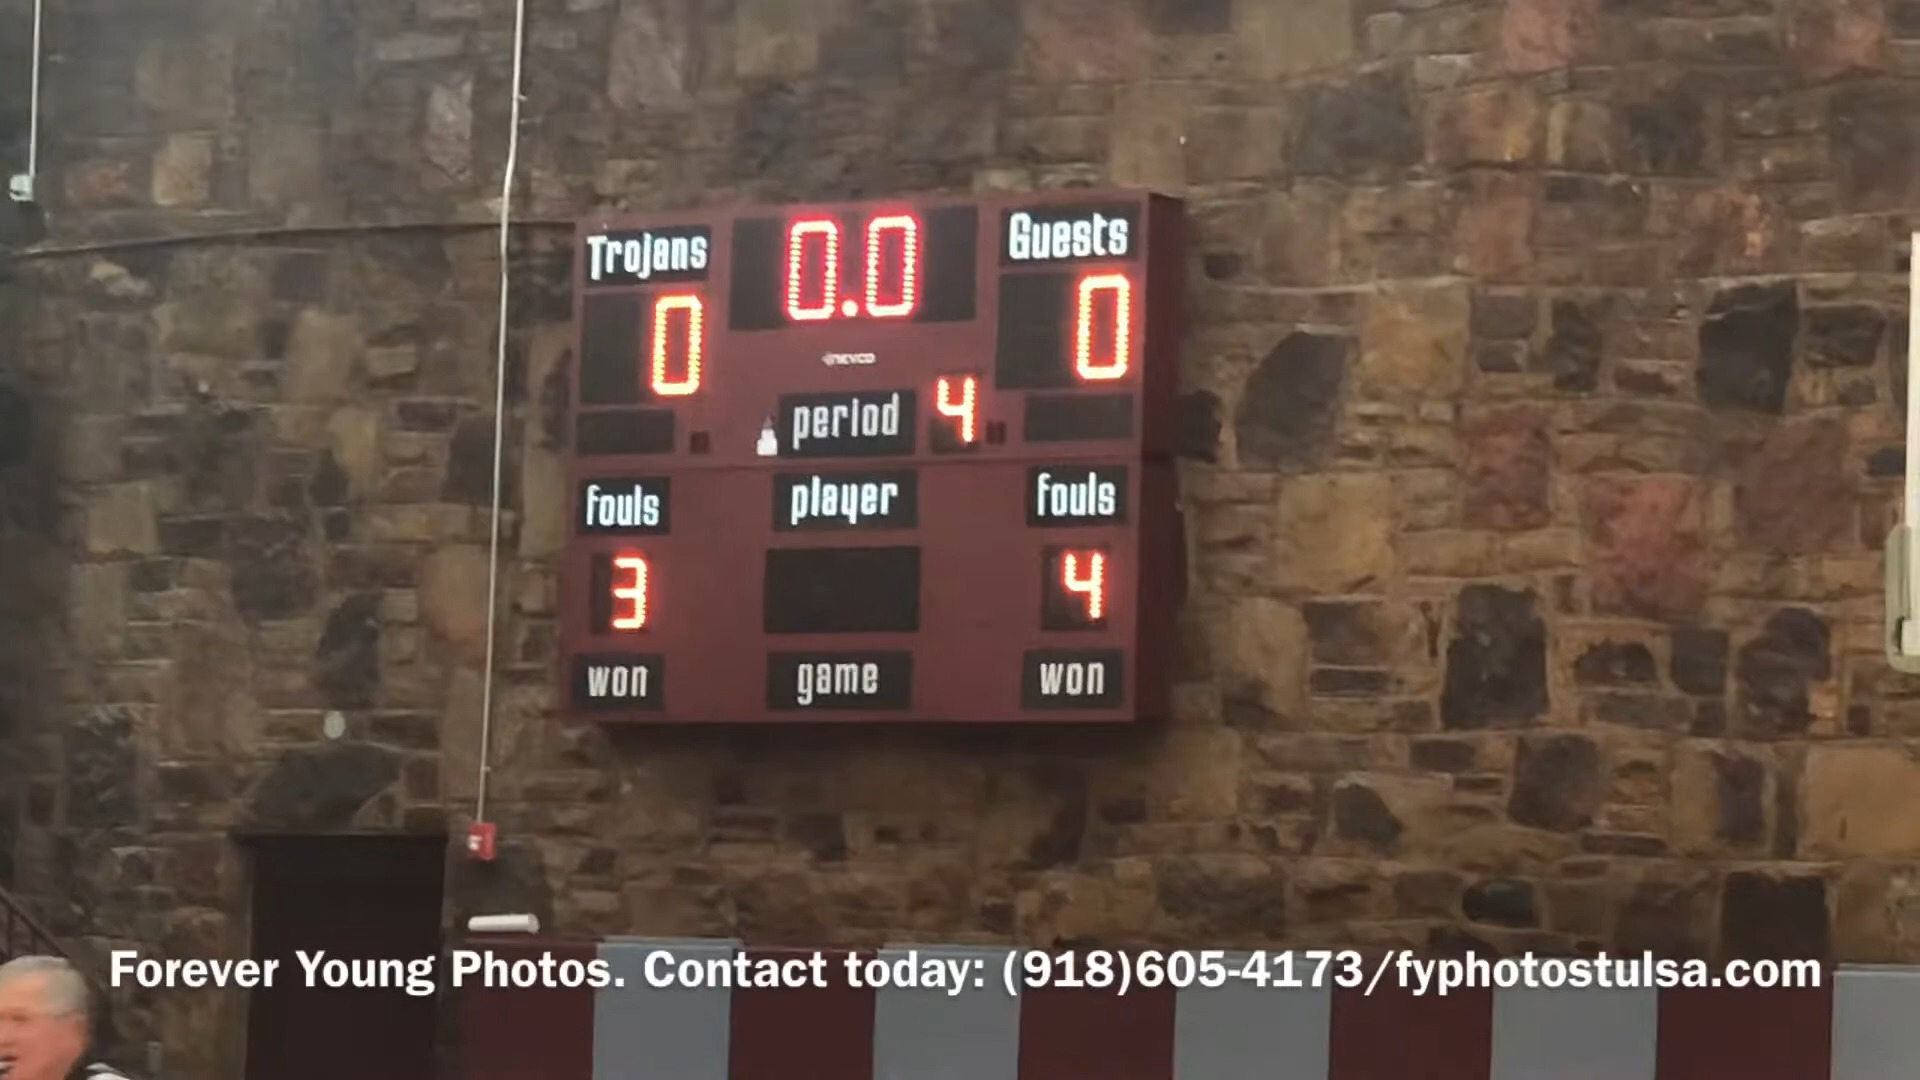 Trojans 0.0 Guests
0 0
NEVCO
period 4
fouls player fouls
3 4
won game won
Forever Young Photos. Contact today: (918)605-4173/fyphotostulsa.com